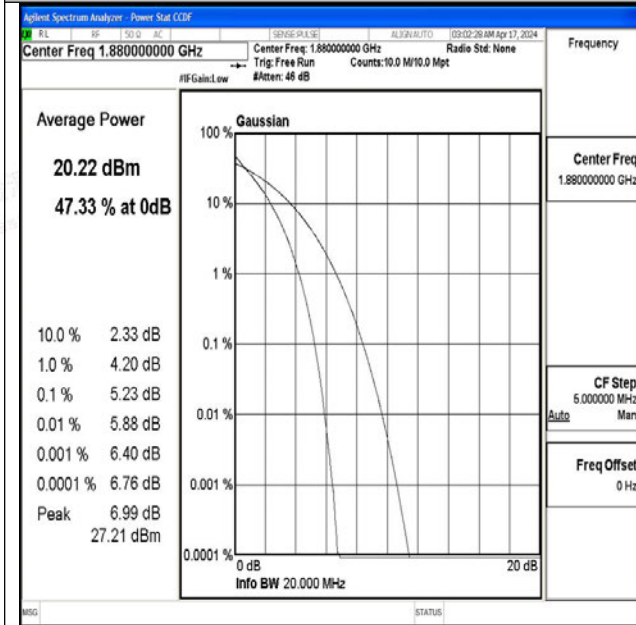 Agilent Spectrum Analyzer - Power Stat CCDF
RL RF 50 Ω AC SENSE:PULSE ALIGN AUTO 03:02:28 AM Apr 17, 2024
Center Freq 1.880000000 GHz
Center Freq: 1.880000000 GHz Radio Std: None
Trig: Free Run Counts:10.0 M/10.0 Mpt
#IFGain:Low #Atten: 46 dB
Frequency
Average Power
20.22 dBm
47.33 % at 0dB
10.0 % 2.33 dB
1.0 % 4.20 dB
0.1 % 5.23 dB
0.01 % 5.88 dB
0.001 % 6.40 dB
0.0001 % 6.76 dB
Peak 6.99 dB
27.21 dBm
Gaussian
100 %
10 %
1 %
0.1 %
0.01 %
0.001 %
0.0001 %
0 dB 20 dB
Info BW 20.000 MHz
Center Freq
1.880000000 GHz
CF Step
5.000000 MHz
Auto Man
Freq Offset
0 Hz
MSG STATUS